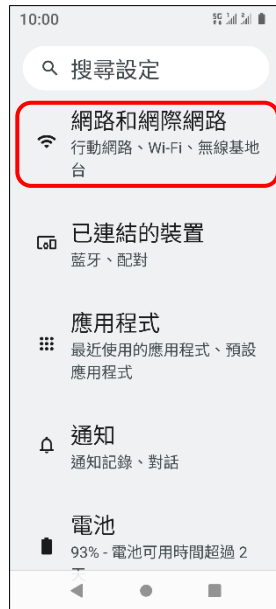 10:00
5G
搜尋設定
網路和網際網路
行動網路、Wi-Fi、無線基地
台
已連結的裝置
藍牙、配對
應用程式
最近使用的應用程式、預設
應用程式
通知
通知記錄、對話
電池
93% - 電池可用時間超過 2
天